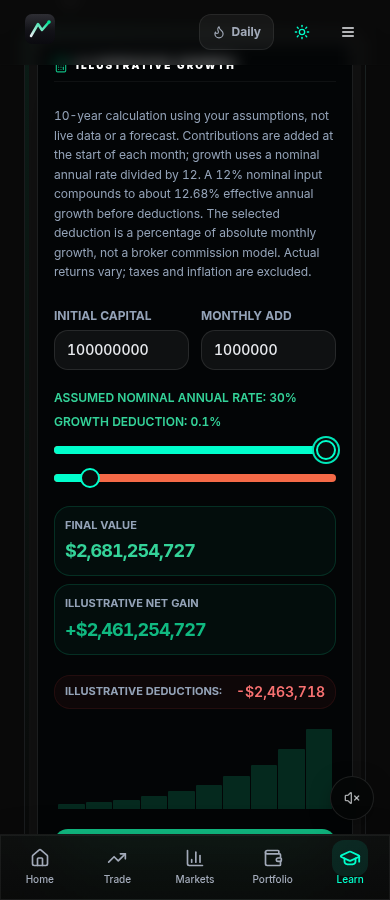 Daily
ILLUSTRATIVE GROWTH
10-year calculation using your assumptions, not
live data or a forecast. Contributions are added at
the start of each month; growth uses a nominal
annual rate divided by 12. A 12% nominal input
compounds to about 12.68% effective annual
growth before deductions. The selected
deduction is a percentage of absolute monthly
growth, not a broker commission model. Actual
returns vary; taxes and inflation are excluded.
INITIAL CAPITAL
MONTHLY ADD
100000000
1000000
ASSUMED NOMINAL ANNUAL RATE: 30%
GROWTH DEDUCTION: 0.1%
FINAL VALUE
$2,681,254,727
ILLUSTRATIVE NET GAIN
+$2,461,254,727
ILLUSTRATIVE DEDUCTIONS:
-$2,463,718
Home
Trade
Markets
Portfolio
Learn